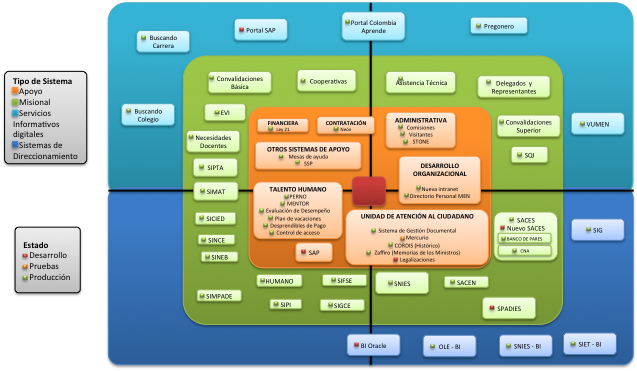 Tipo de Sistema
Apoyo
Misional
Servicios
Informativos
digitales
Sistemas de
Direccionamiento
Estado
Desarrollo
Pruebas
Producción
Buscando
Carrera
Portal SAP
Portal Colombia
Aprende
Pregonero
Buscando
Colegio
VUMEN
Convalidaciones
Básica
Cooperativas
Asistencia Técnica
Delegados y
Representantes
EVI
Necesidades
Docentes
Convalidaciones
Superior
SQJ
SIPTA
SIMAT
SICIED
SINCE
SINEB
SIMPADE
FINANCIERA
Ley 21
CONTRATACIÓN
Neón
ADMINISTRATIVA
Comisiones
Visitantes
STONE
OTROS SISTEMAS DE APOYO
Mesas de ayuda
SSP
DESARROLLO
ORGANIZACIONAL
Nueva intranet
Directorio Personal MEN
TALENTO HUMANO
PERNO
MENTOR
Evaluación de Desempeño
Plan de vacaciones
Desprendibles de Pago
Control de acceso
SAP
UNIDAD DE ATENCIÓN AL CIUDADANO
Sistema de Gestión Documental
Mercurio
CORDIS (Histórico)
Zaffiro (Memorias de los Ministros)
Legalizaciones
SACES
Nuevo SACES
BANCO DE PARES
CNA
SIG
HUMANO
SIFSE
SNIES
SACEN
SIPI
SIGCE
SPADIES
BI Oracle
OLE - BI
SNIES - BI
SIET - BI